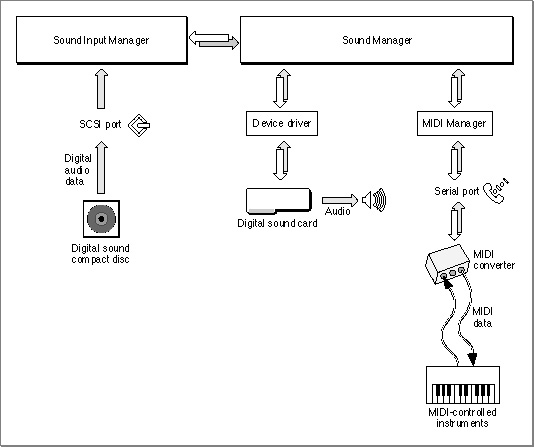 Sound Input Manager
Sound Manager
SCSI port
Device driver
MIDI Manager
Digital
audio
data
Serial port
Audio
Digital sound card
Digital sound
compact disc
MIDI
converter
MIDI
data
MIDI-controlled
instruments